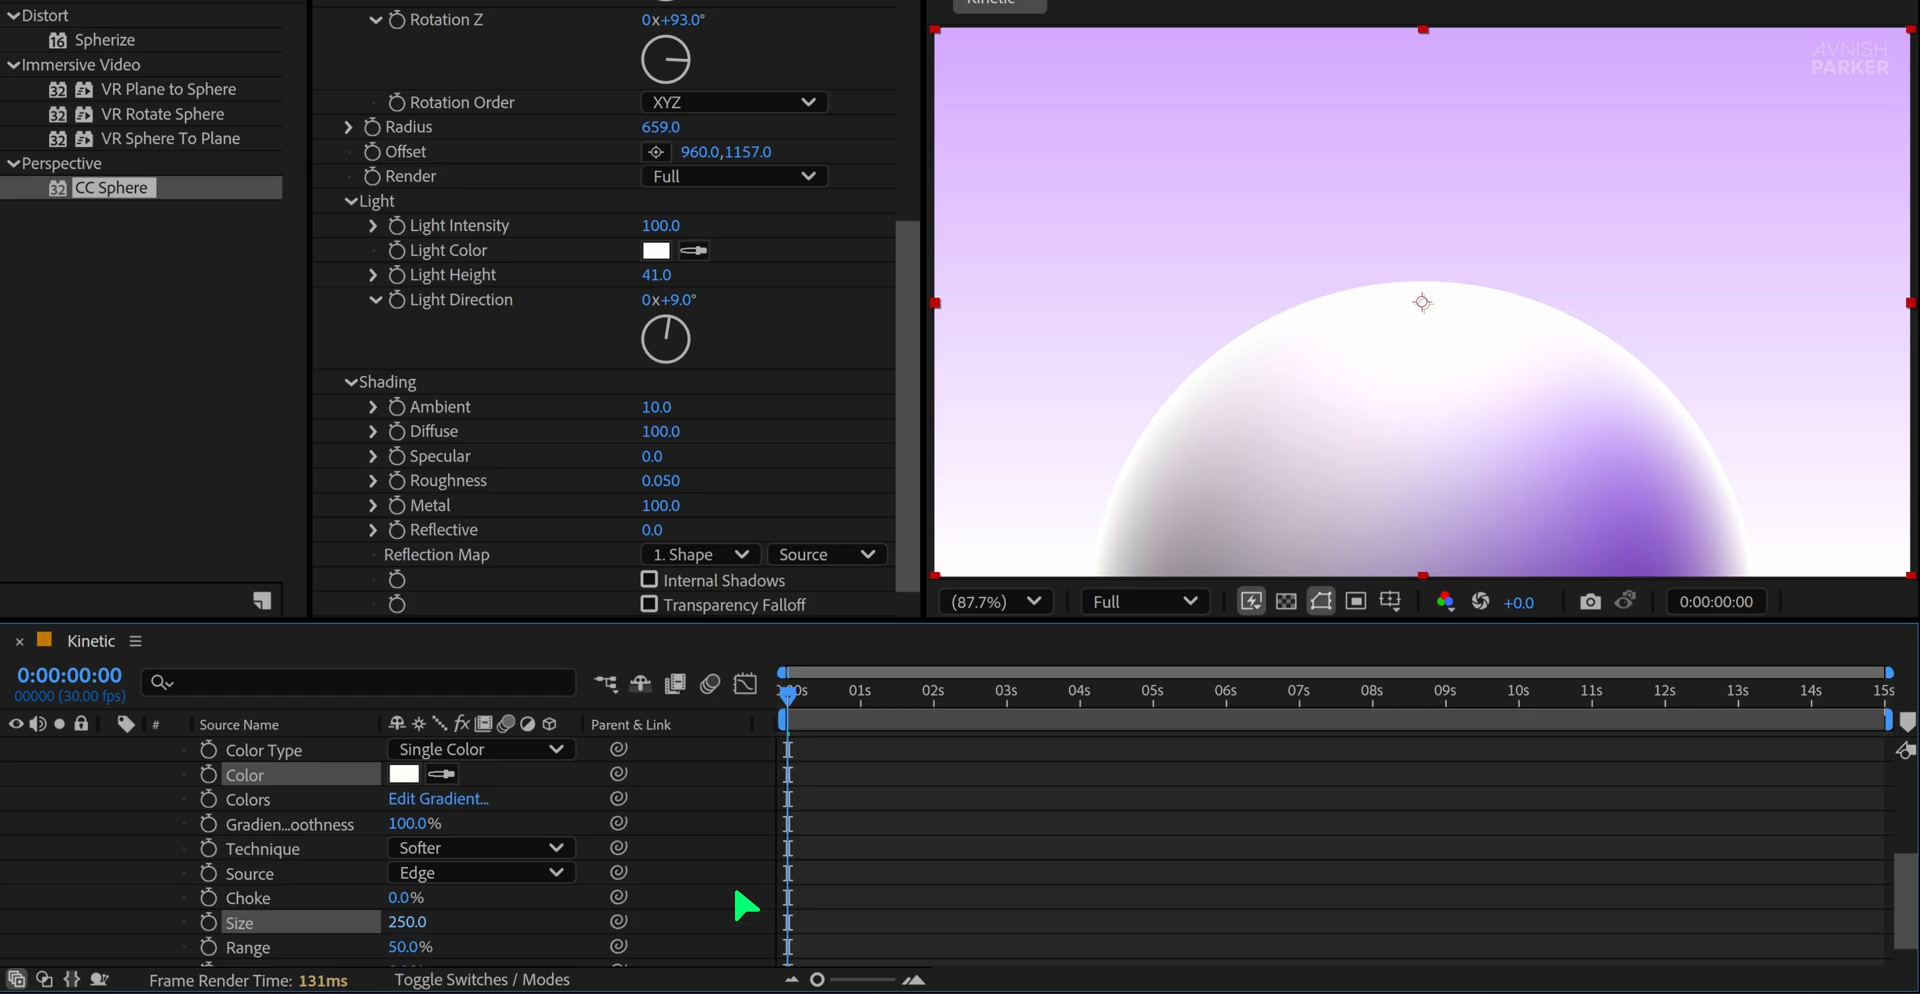 Distort
16 Spherize
Immersive Video
32 VR Plane to Sphere
32 VR Rotate Sphere
32 VR Sphere To Plane
Perspective
32 CC Sphere
Rotation Z 0x+93.0°
Rotation Order XYZ
Radius 659.0
Offset 960.0,1157.0
Render Full
Light
Light Intensity 100.0
Light Color
Light Height 41.0
Light Direction 0x+9.0°
Shading
Ambient 10.0
Diffuse 100.0
Specular 0.0
Roughness 0.050
Metal 100.0
Reflective 0.0
Reflection Map 1. Shape Source
Internal Shadows
Transparency Falloff
Kinetic
AVNISH
PARKER
(87.7%) Full +0.0 0:00:00:00
× Kinetic
0:00:00:00
00000 (30.00 fps)
01s 02s 03s 04s 05s 06s 07s 08s 09s 10s 11s 12s 13s 14s 15s
# Source Name fx Parent & Link
Color Type Single Color
Color
Colors Edit Gradient...
Gradien...oothness 100.0%
Technique Softer
Source Edge
Choke 0.0%
Size 250.0
Range 50.0%
Frame Render Time: 131ms Toggle Switches / Modes